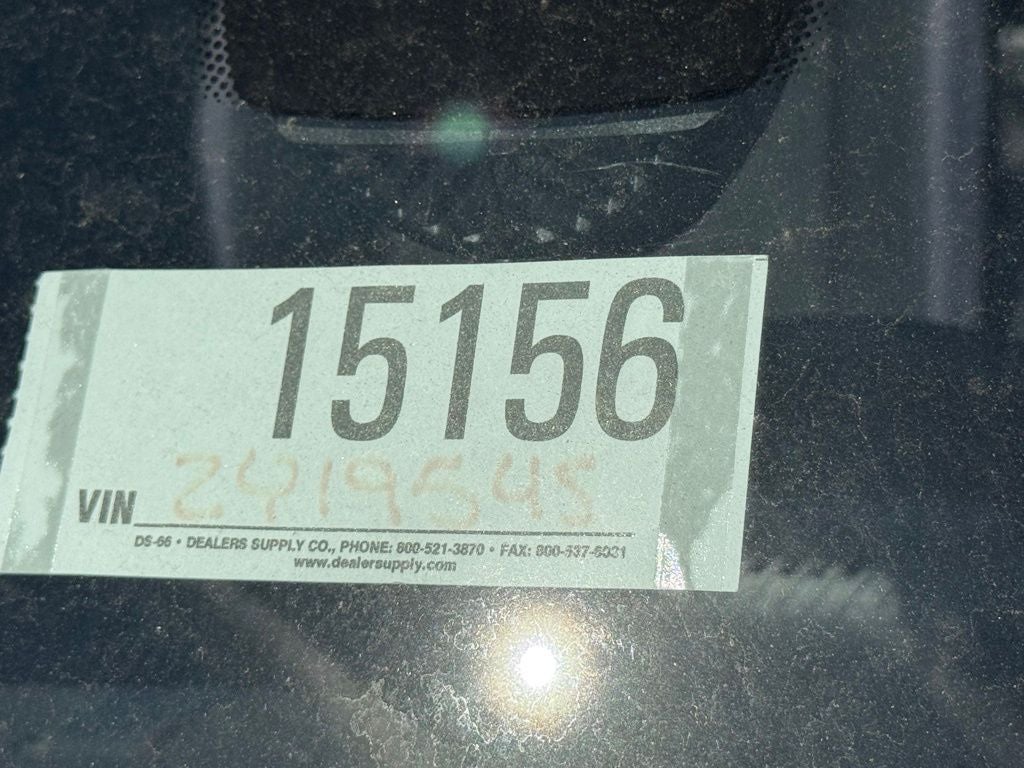 15156
VIN 2419545
DS-66 • DEALERS SUPPLY CO., PHONE: 800-521-3870 • FAX: 800-537-6031
www.dealersupply.com